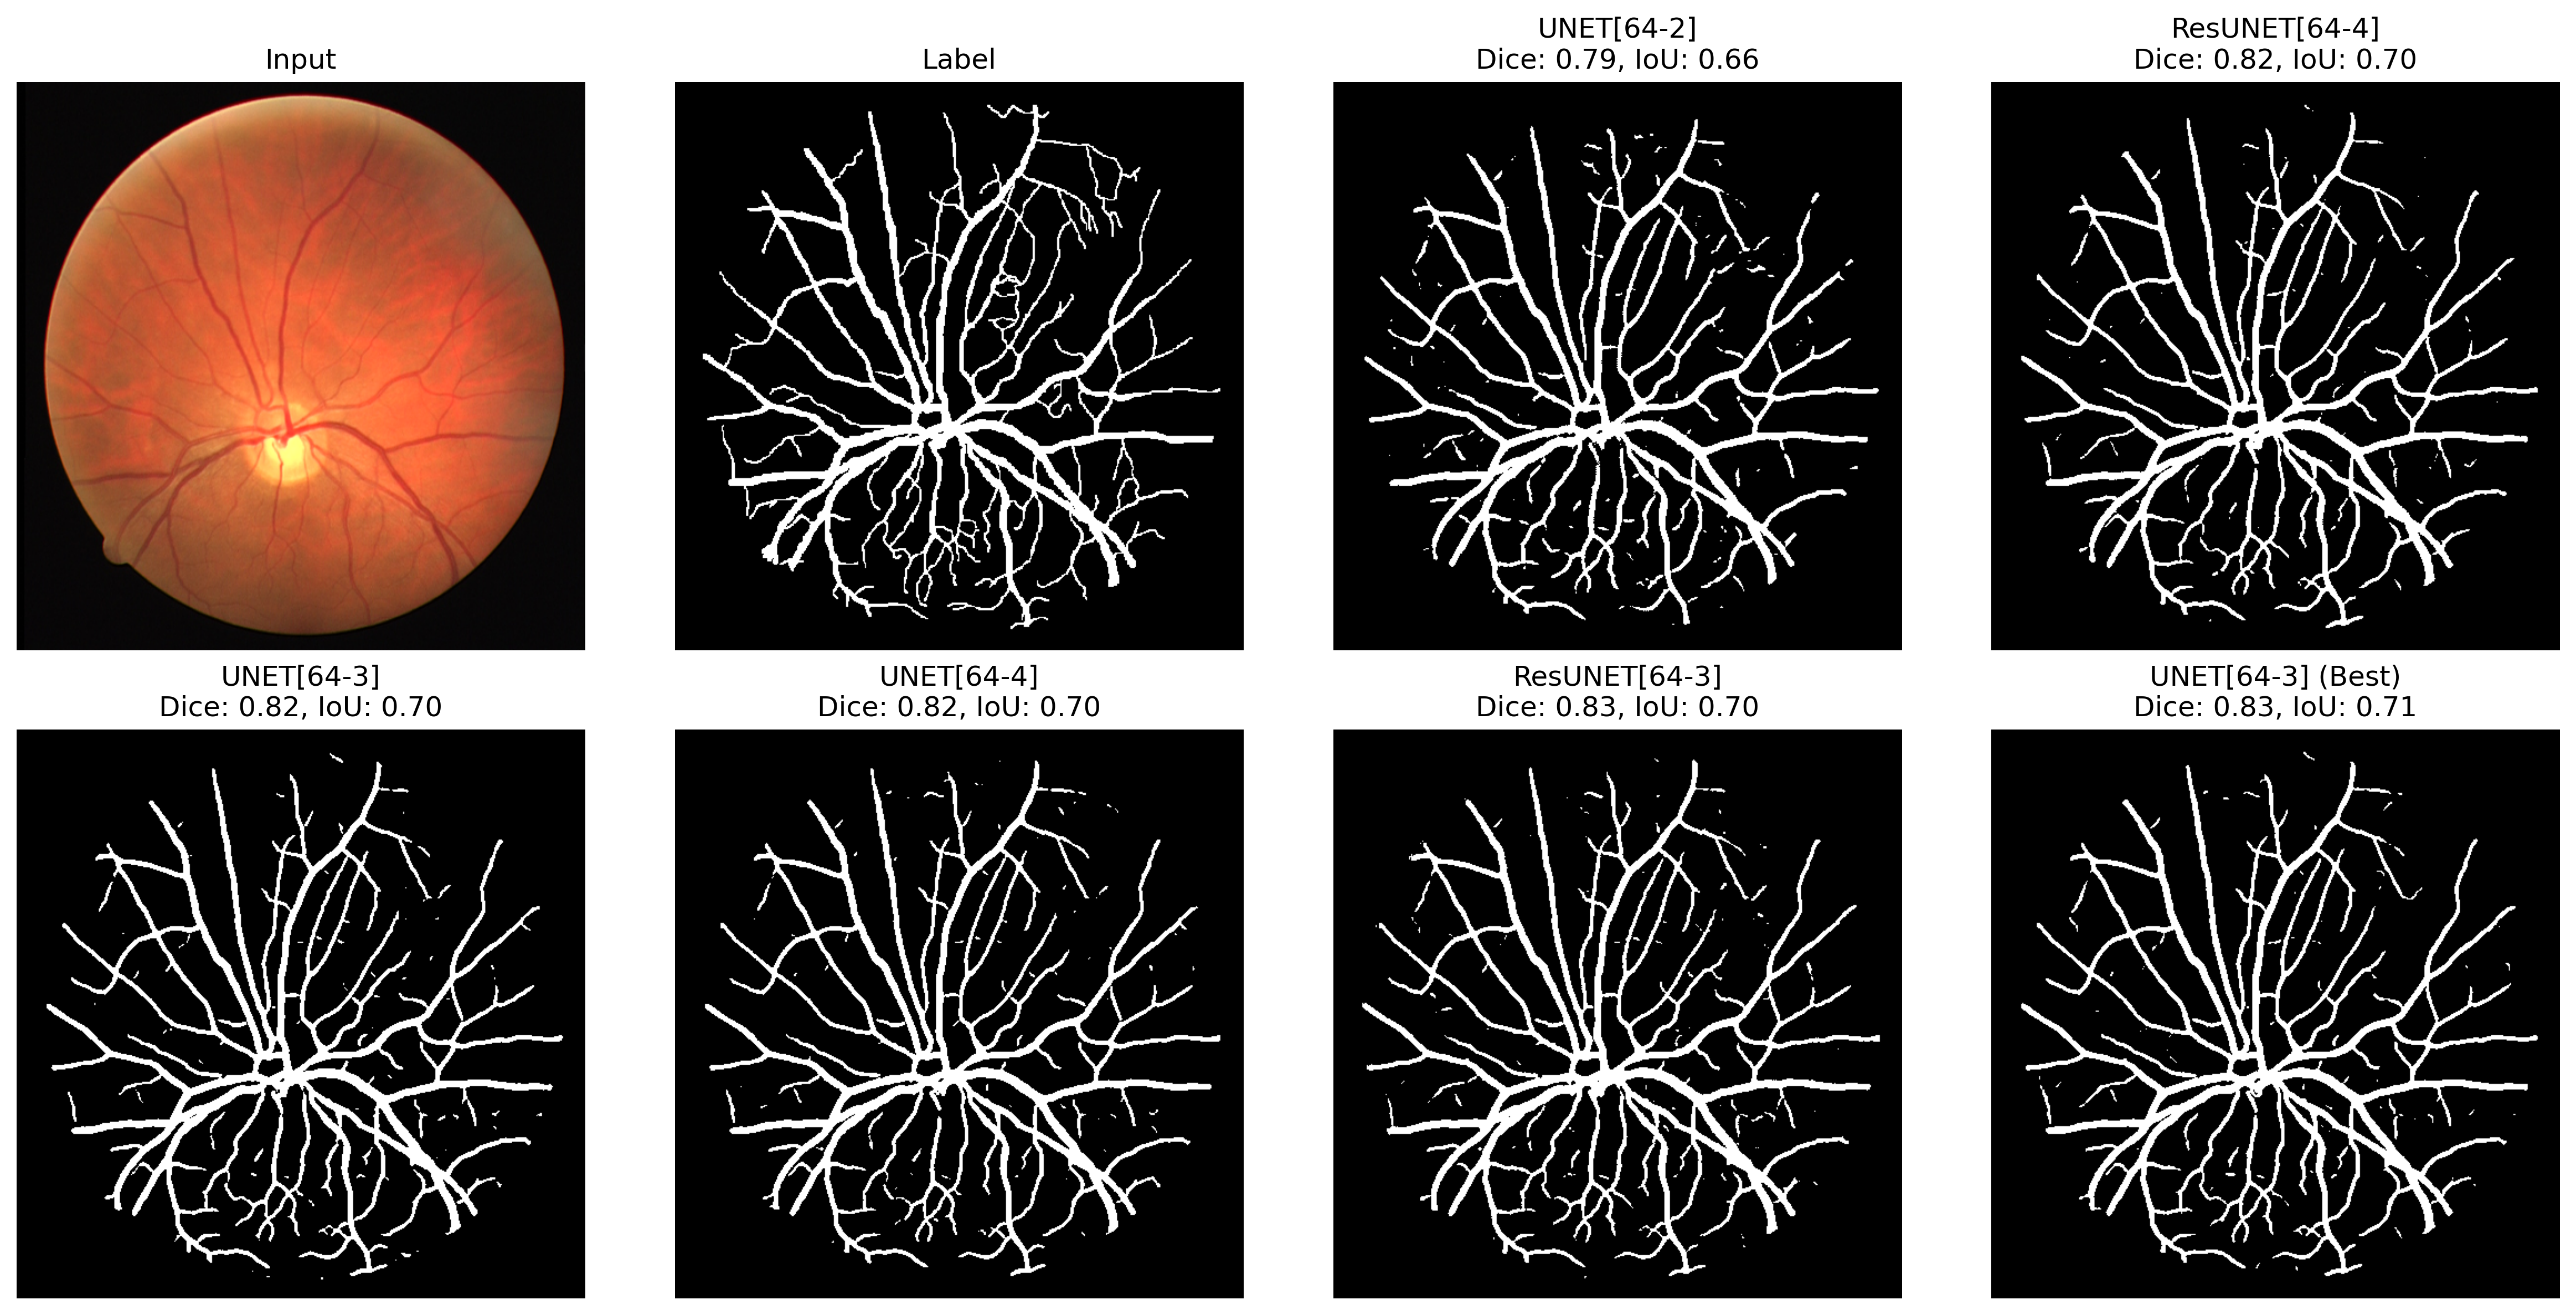 Input
Label
UNET[64-2]
Dice: 0.79, IoU: 0.66
ResUNET[64-4]
Dice: 0.82, IoU: 0.70
UNET[64-3]
Dice: 0.82, IoU: 0.70
UNET[64-4]
Dice: 0.82, IoU: 0.70
ResUNET[64-3]
Dice: 0.83, IoU: 0.70
UNET[64-3] (Best)
Dice: 0.83, IoU: 0.71